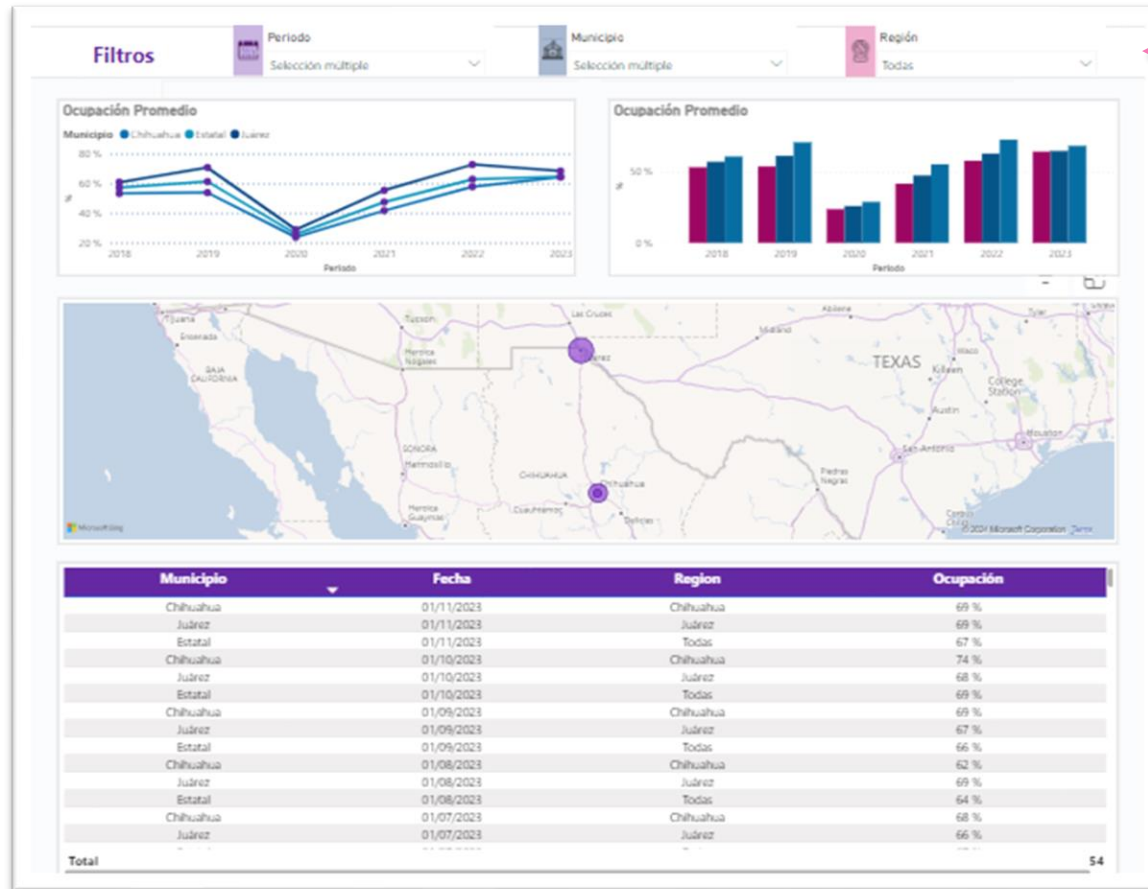 Filtros
Periodo
Selección múltiple
Municipio
Selección múltiple
Región
Todas
Ocupación Promedio
Municipio Chihuahua Estatal Juárez
80 %
60 %
40 %
20 %
%
2018 2019 2020 2021 2022 2023
Periodo
Ocupación Promedio
50 %
0 %
%
2018 2019 2020 2021 2022 2023
Periodo
Tijuana
Ensenada
BAJA
CALIFORNIA
Tucson
Heroica
Nogales
SONORA
Hermosillo
Heroica
Guaymas
Las Cruces
Juárez
CHIHUAHUA
Chihuahua
Cuauhtémoc
Delicias
Midland
Abilene
Tyler
TEXAS
Waco
Killeen
College
Station
Austin
Houston
San Antonio
Piedras
Negras
Corpus
Microsoft Bing
© 2024 Microsoft Corporation Terms
Municipio Fecha Region Ocupación
Chihuahua 01/11/2023 Chihuahua 69 %
Juárez 01/11/2023 Juárez 69 %
Estatal 01/11/2023 Todas 67 %
Chihuahua 01/10/2023 Chihuahua 74 %
Juárez 01/10/2023 Juárez 68 %
Estatal 01/10/2023 Todas 69 %
Chihuahua 01/09/2023 Chihuahua 69 %
Juárez 01/09/2023 Juárez 67 %
Estatal 01/09/2023 Todas 66 %
Chihuahua 01/08/2023 Chihuahua 62 %
Juárez 01/08/2023 Juárez 69 %
Estatal 01/08/2023 Todas 64 %
Chihuahua 01/07/2023 Chihuahua 68 %
Juárez 01/07/2023 Juárez 66 %
Total 54